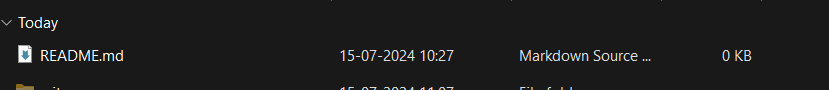 Today
README.md 15-07-2024 10:27 Markdown Source ... 0 KB